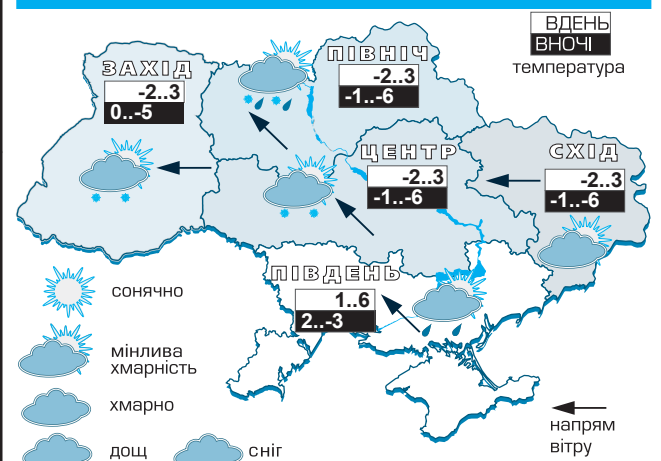 ВДЕНЬ
ВНОЧІ
температура
ЗАХІД
-2..3
0..-5
ПІВНІЧ
-2..3
-1..-6
ЦЕНТР
-2..3
-1..-6
СХІД
-2..3
-1..-6
ПІВДЕНЬ
1..6
2..-3
сонячно
мінлива
хмарність
хмарно
дощ
сніг
напрям
вітру